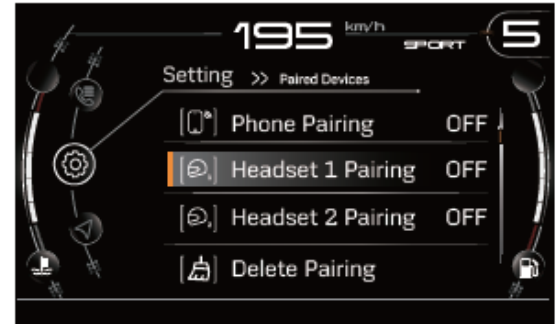 195 km/h SPORT 5
Setting >> Paired Devices
Phone Pairing OFF
Headset 1 Pairing OFF
Headset 2 Pairing OFF
Delete Pairing